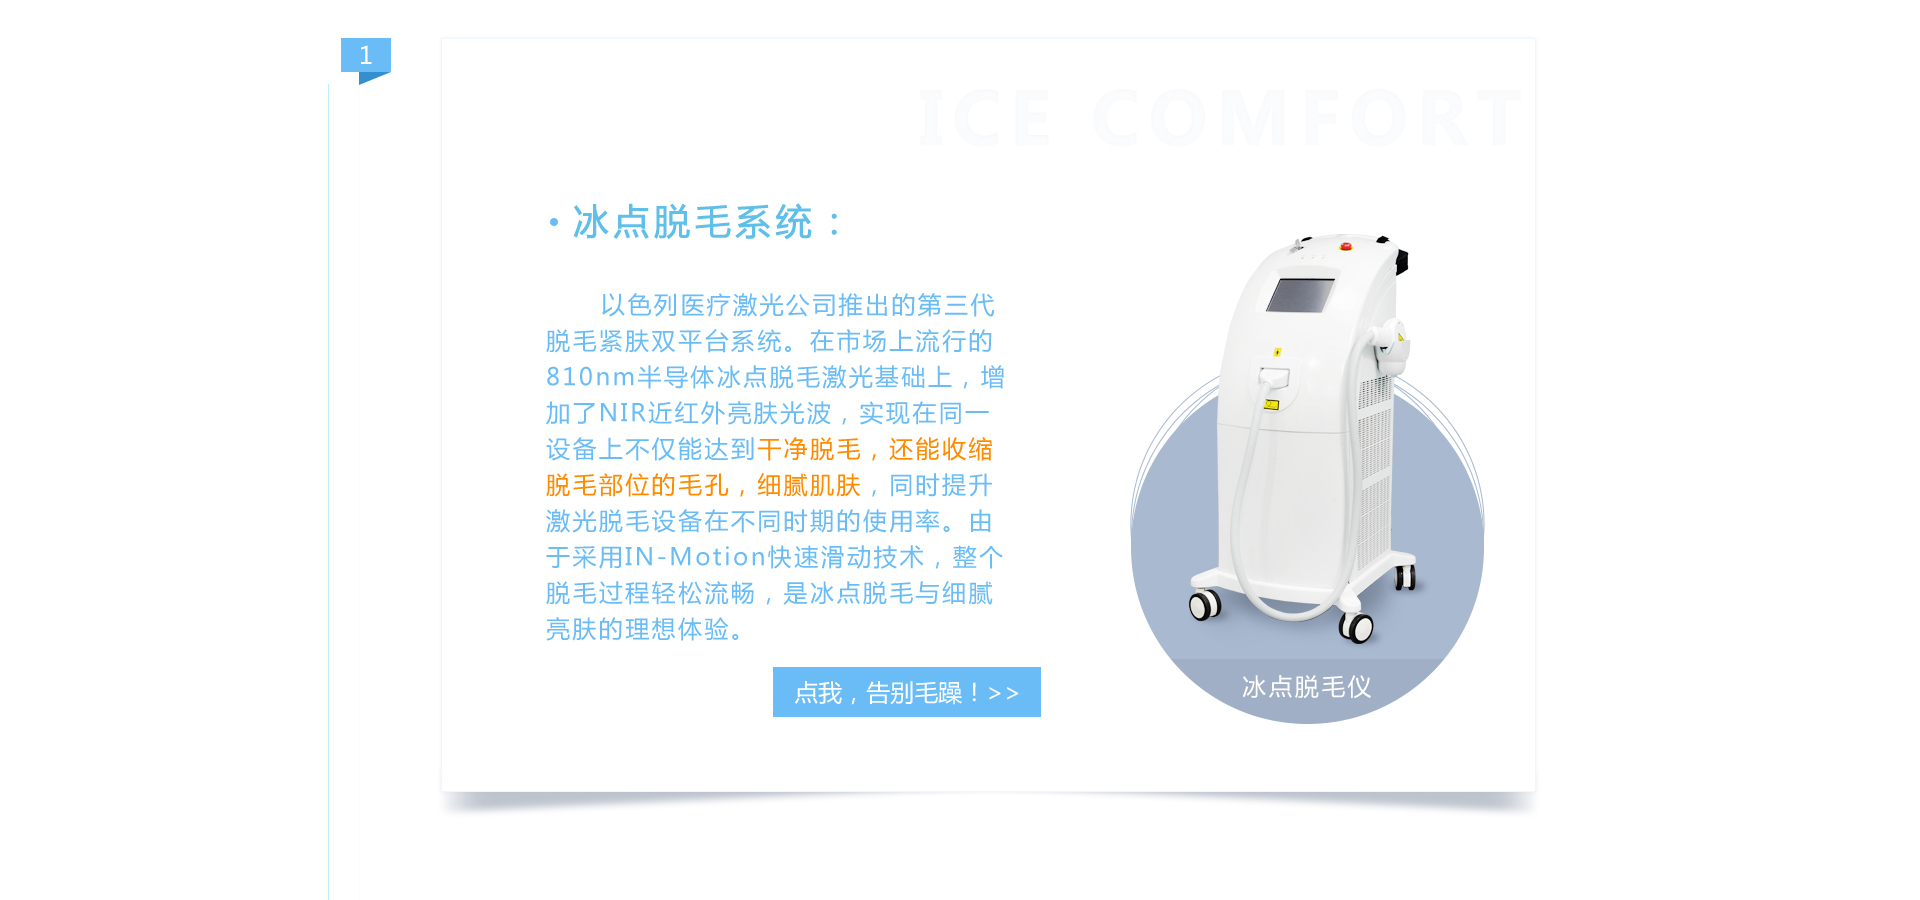 1
ICE COMFORT
·冰点脱毛系统：
以色列医疗激光公司推出的第三代
脱毛紧肤双平台系统。在市场上流行的
810nm半导体冰点脱毛激光基础上，增
加了NIR近红外亮肤光波，实现在同一
设备上不仅能达到干净脱毛，还能收缩
脱毛部位的毛孔，细腻肌肤，同时提升
激光脱毛设备在不同时期的使用率。由
于采用IN-Motion快速滑动技术，整个
脱毛过程轻松流畅，是冰点脱毛与细腻
亮肤的理想体验。
点我，告别毛躁！>>
冰点脱毛仪